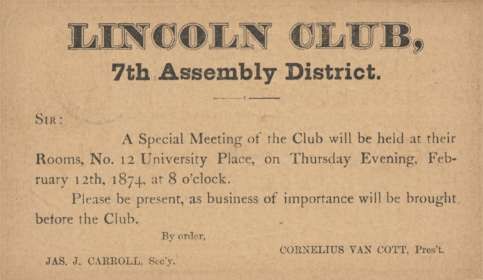 LINCOLN CLUB,
7th Assembly District.
SIR:
A Special Meeting of the Club will be held at their
Rooms, No. 12 University Place, on Thursday Evening, Feb-
ruary 12th, 1874, at 8 o'clock.
Please be present, as business of importance will be brought
before the Club.
By order,
CORNELIUS VAN COTT, Pres't.
JAS. J. CARROLL, Sec'y.